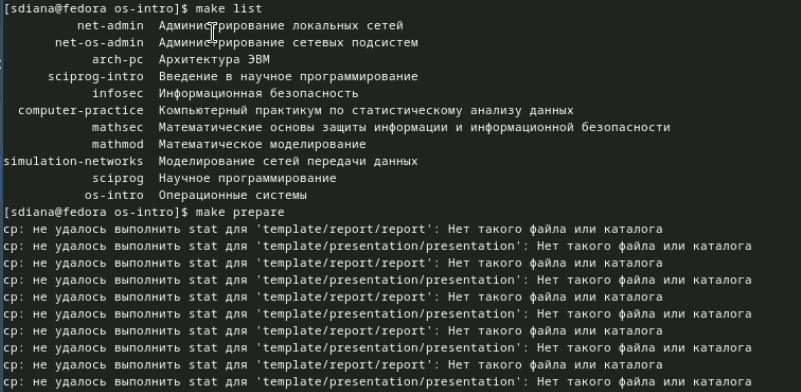 [sdiana@fedora os-intro]$ make list
net-admin Администрирование локальных сетей
net-os-admin Администрирование сетевых подсистем
arch-pc Архитектура ЭВМ
sciprog-intro Введение в научное программирование
infosec Информационная безопасность
computer-practice Компьютерный практикум по статистическому анализу данных
mathsec Математические основы защиты информации и информационной безопасности
mathmod Математическое моделирование
simulation-networks Моделирование сетей передачи данных
sciprog Научное программирование
os-intro Операционные системы
[sdiana@fedora os-intro]$ make prepare
cp: не удалось выполнить stat для 'template/report/report': Нет такого файла или каталога
cp: не удалось выполнить stat для 'template/presentation/presentation': Нет такого файла или каталога
cp: не удалось выполнить stat для 'template/report/report': Нет такого файла или каталога
cp: не удалось выполнить stat для 'template/presentation/presentation': Нет такого файла или каталога
cp: не удалось выполнить stat для 'template/report/report': Нет такого файла или каталога
cp: не удалось выполнить stat для 'template/presentation/presentation': Нет такого файла или каталога
cp: не удалось выполнить stat для 'template/report/report': Нет такого файла или каталога
cp: не удалось выполнить stat для 'template/presentation/presentation': Нет такого файла или каталога
cp: не удалось выполнить stat для 'template/report/report': Нет такого файла или каталога
cp: не удалось выполнить stat для 'template/presentation/presentation': Нет такого файла или каталога